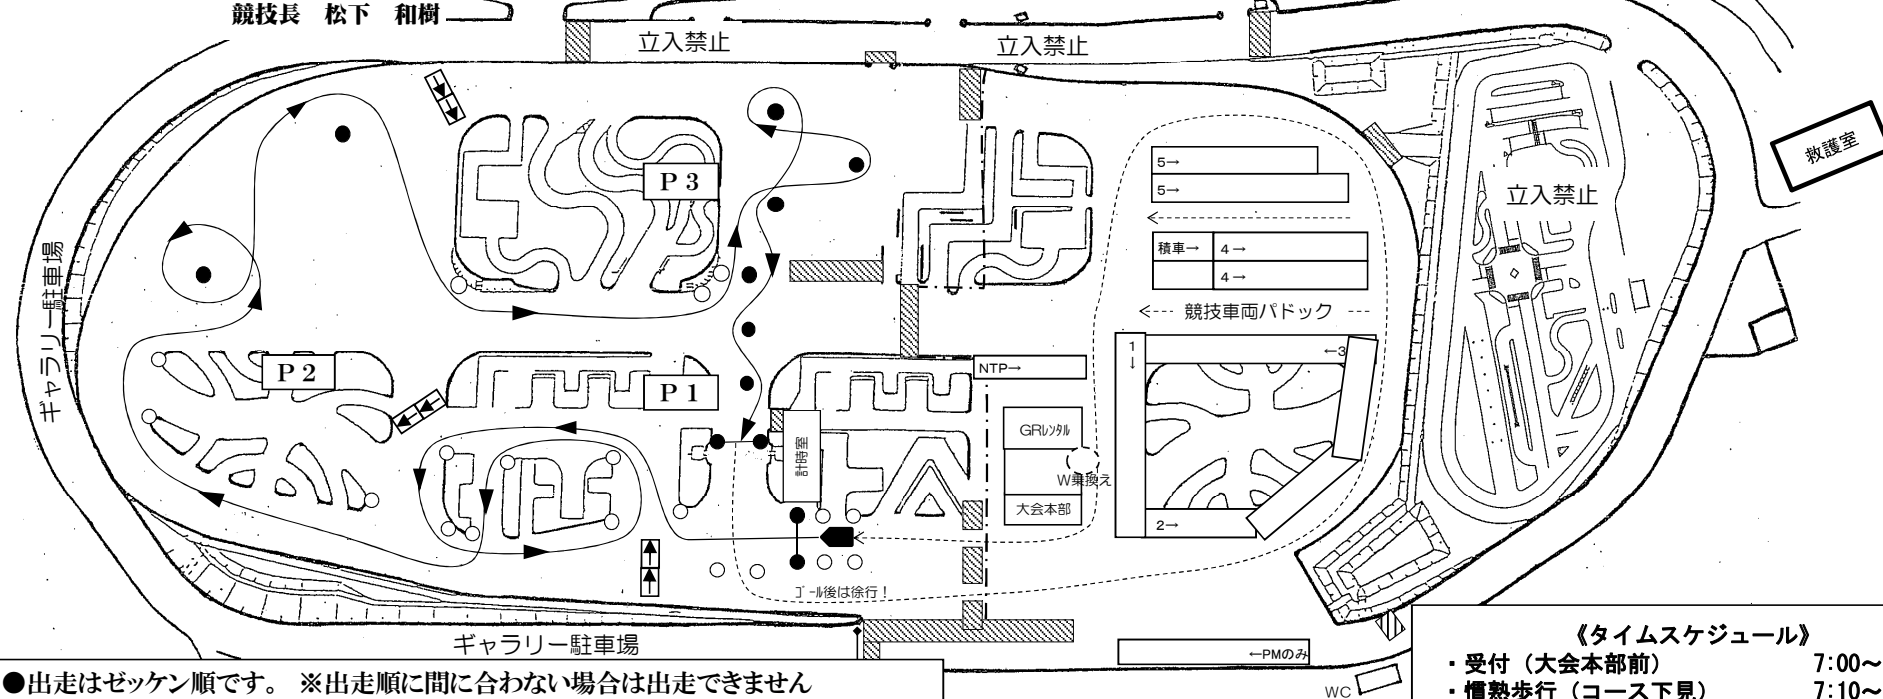 競技長　松下　和樹
立入禁止
立入禁止
救護室
P 3
5→
5→
立入禁止
積車→
4→
4→
ギャラリー駐車場
<--- 競技車両パドック ---
1↓
←3
P 2
P 1
NTP→
GRレンタル
計時室
W乗換え
大会本部
2→
ｺﾞｰﾙ後は徐行！
ギャラリー駐車場
←PMのみ
WC
《タイムスケジュール》
・受付（大会本部前） 7:00～
・慣熟歩行（コース下見） 7:10～
●出走はゼッケン順です。 ※出走順に間に合わない場合は出走できません